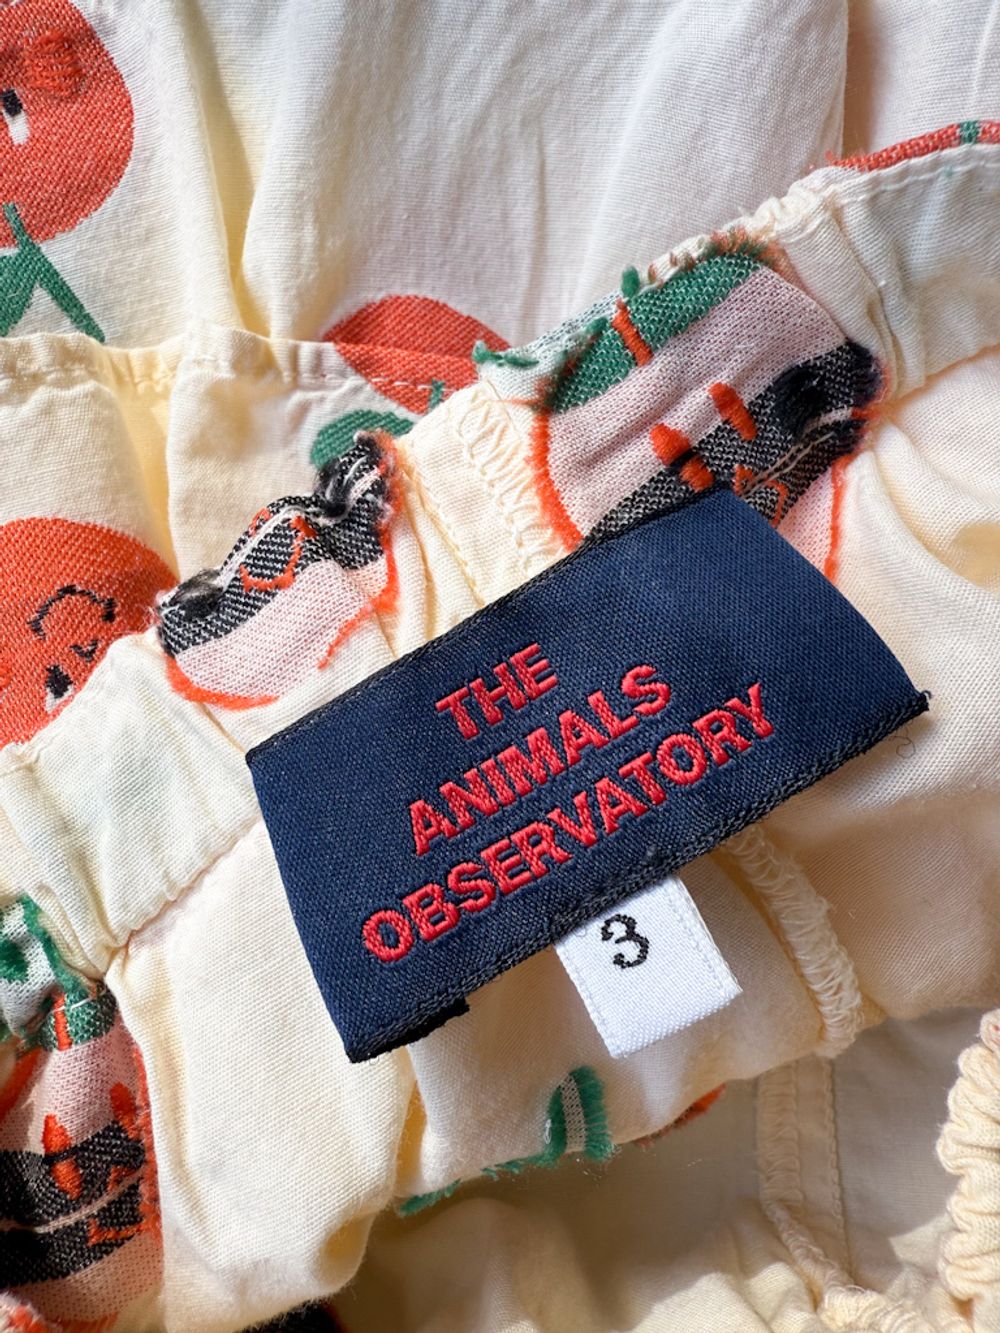 THE
ANIMALS
OBSERVATORY
3